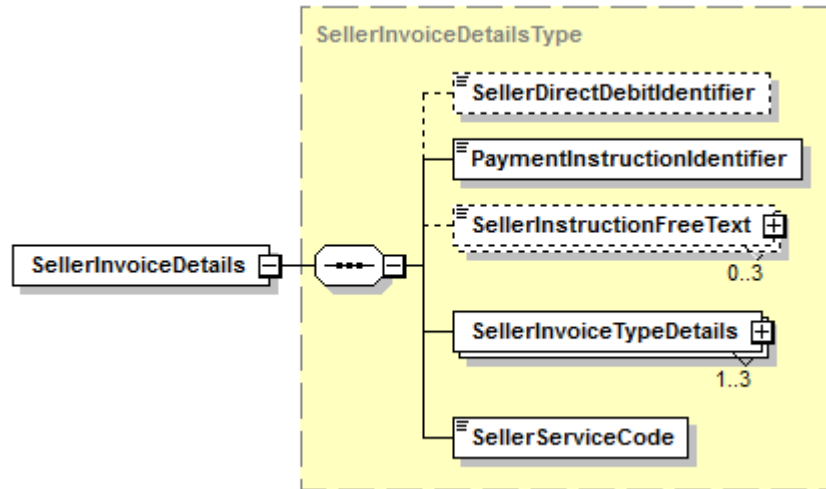 SellerInvoiceDetailsType
SellerDirectDebitIdentifier
PaymentInstructionIdentifier
SellerInstructionFreeText
0..3
SellerInvoiceDetails
SellerInvoiceTypeDetails
1..3
SellerServiceCode